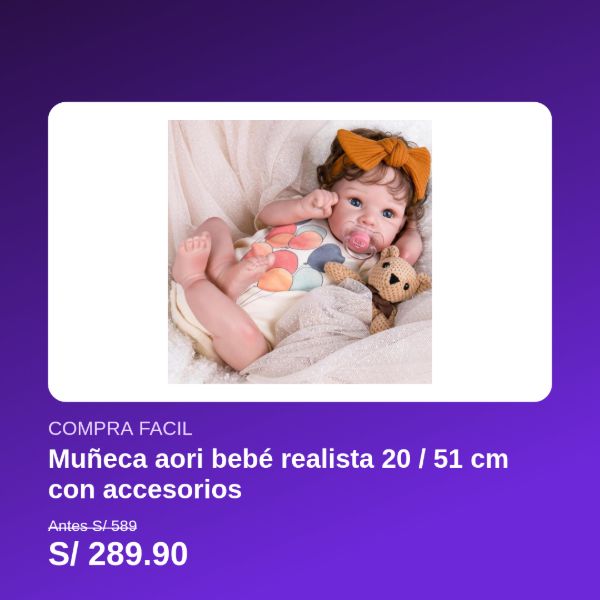 COMPRA FACIL
Muñeca aori bebé realista 20 / 51 cm
con accesorios
Antes S/ 589
S/ 289.90